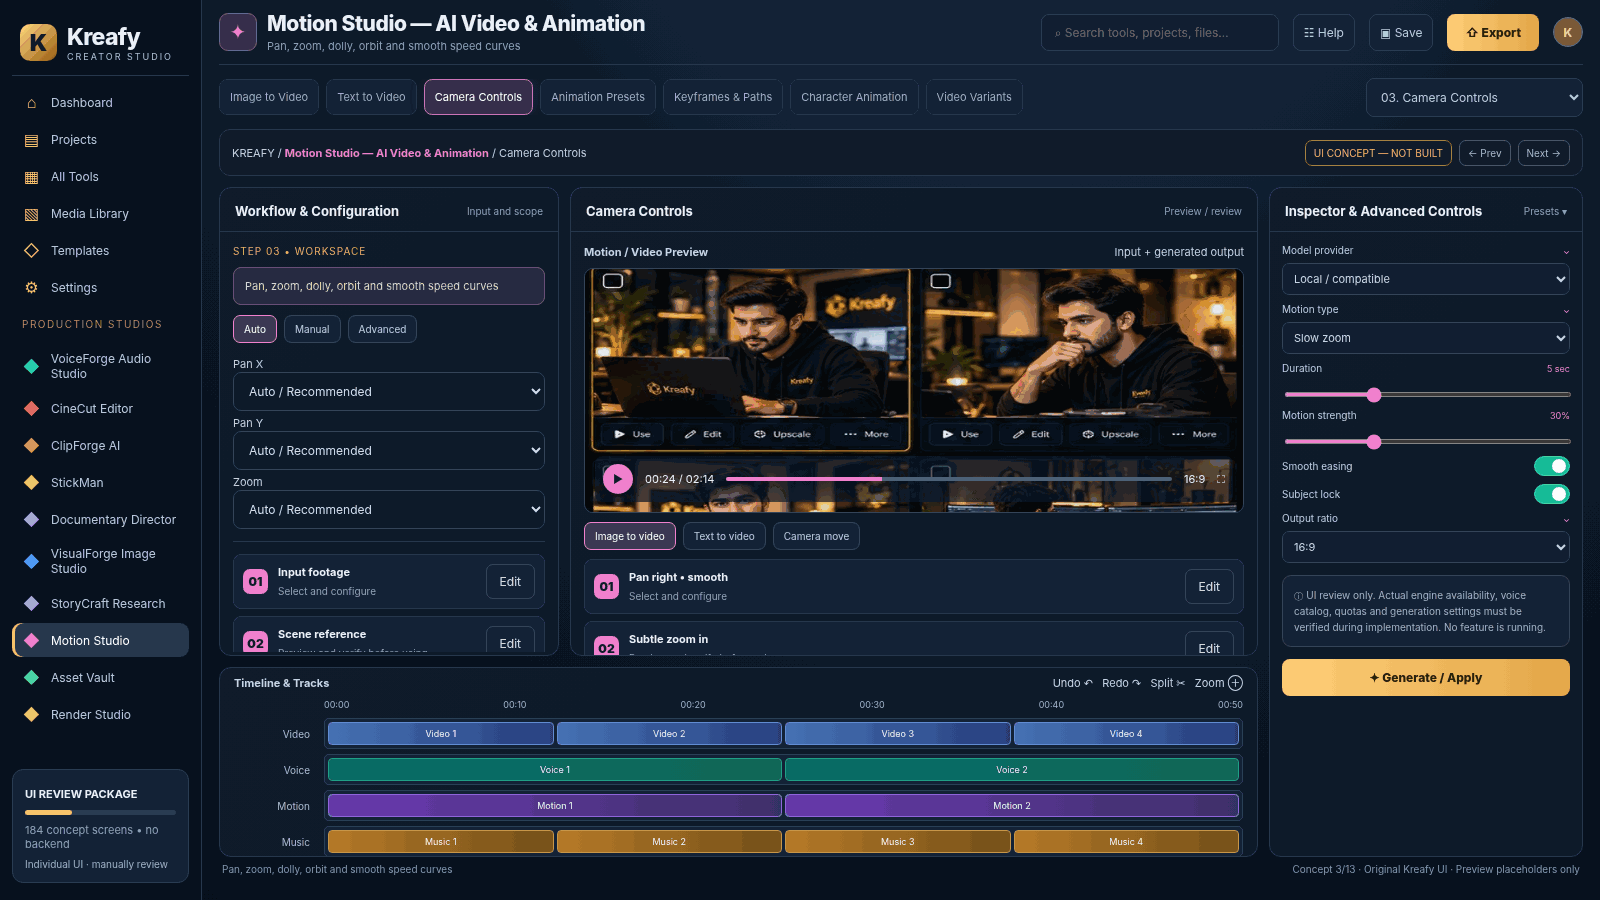 K
Kreafy
CREATOR STUDIO
Dashboard
Projects
All Tools
Media Library
Templates
Settings
PRODUCTION STUDIOS
VoiceForge Audio
Studio
CineCut Editor
ClipForge AI
StickMan
Documentary Director
VisualForge Image
Studio
StoryCraft Research
Motion Studio
Asset Vault
Render Studio
UI REVIEW PACKAGE
184 concept screens • no
backend
Individual UI · manually review
Motion Studio — AI Video & Animation
Pan, zoom, dolly, orbit and smooth speed curves
Search tools, projects, files...
Help
Save
Export
K
Image to Video
Text to Video
Camera Controls
Animation Presets
Keyframes & Paths
Character Animation
Video Variants
03. Camera Controls
KREAFY / Motion Studio — AI Video & Animation / Camera Controls
UI CONCEPT — NOT BUILT
← Prev
Next →
Workflow & Configuration
Input and scope
STEP 03 • WORKSPACE
Pan, zoom, dolly, orbit and smooth speed curves
Auto
Manual
Advanced
Pan X
Auto / Recommended
Pan Y
Auto / Recommended
Zoom
Auto / Recommended
01
Input footage
Select and configure
Edit
02
Scene reference
Preview and verify before using
Edit
Camera Controls
Preview / review
Motion / Video Preview
Input + generated output
Kreafy
Kreafy
Kreafy
Use
Edit
Upscale
More
Use
Edit
Upscale
More
00:24 / 02:14
16:9
Image to video
Text to video
Camera move
01
Pan right • smooth
Select and configure
Edit
02
Subtle zoom in
Edit
Timeline & Tracks
Undo ↶
Redo ↷
Split ✂
Zoom
00:00
00:10
00:20
00:30
00:40
00:50
Video
Video 1
Video 2
Video 3
Video 4
Voice
Voice 1
Voice 2
Motion
Motion 1
Motion 2
Music
Music 1
Music 2
Music 3
Music 4
Inspector & Advanced Controls
Presets ▾
Model provider
Local / compatible
Motion type
Slow zoom
Duration
5 sec
Motion strength
30%
Smooth easing
Subject lock
Output ratio
16:9
ⓘ UI review only. Actual engine availability, voice
catalog, quotas and generation settings must be
verified during implementation. No feature is running.
✦ Generate / Apply
Pan, zoom, dolly, orbit and smooth speed curves
Concept 3/13 · Original Kreafy UI · Preview placeholders only